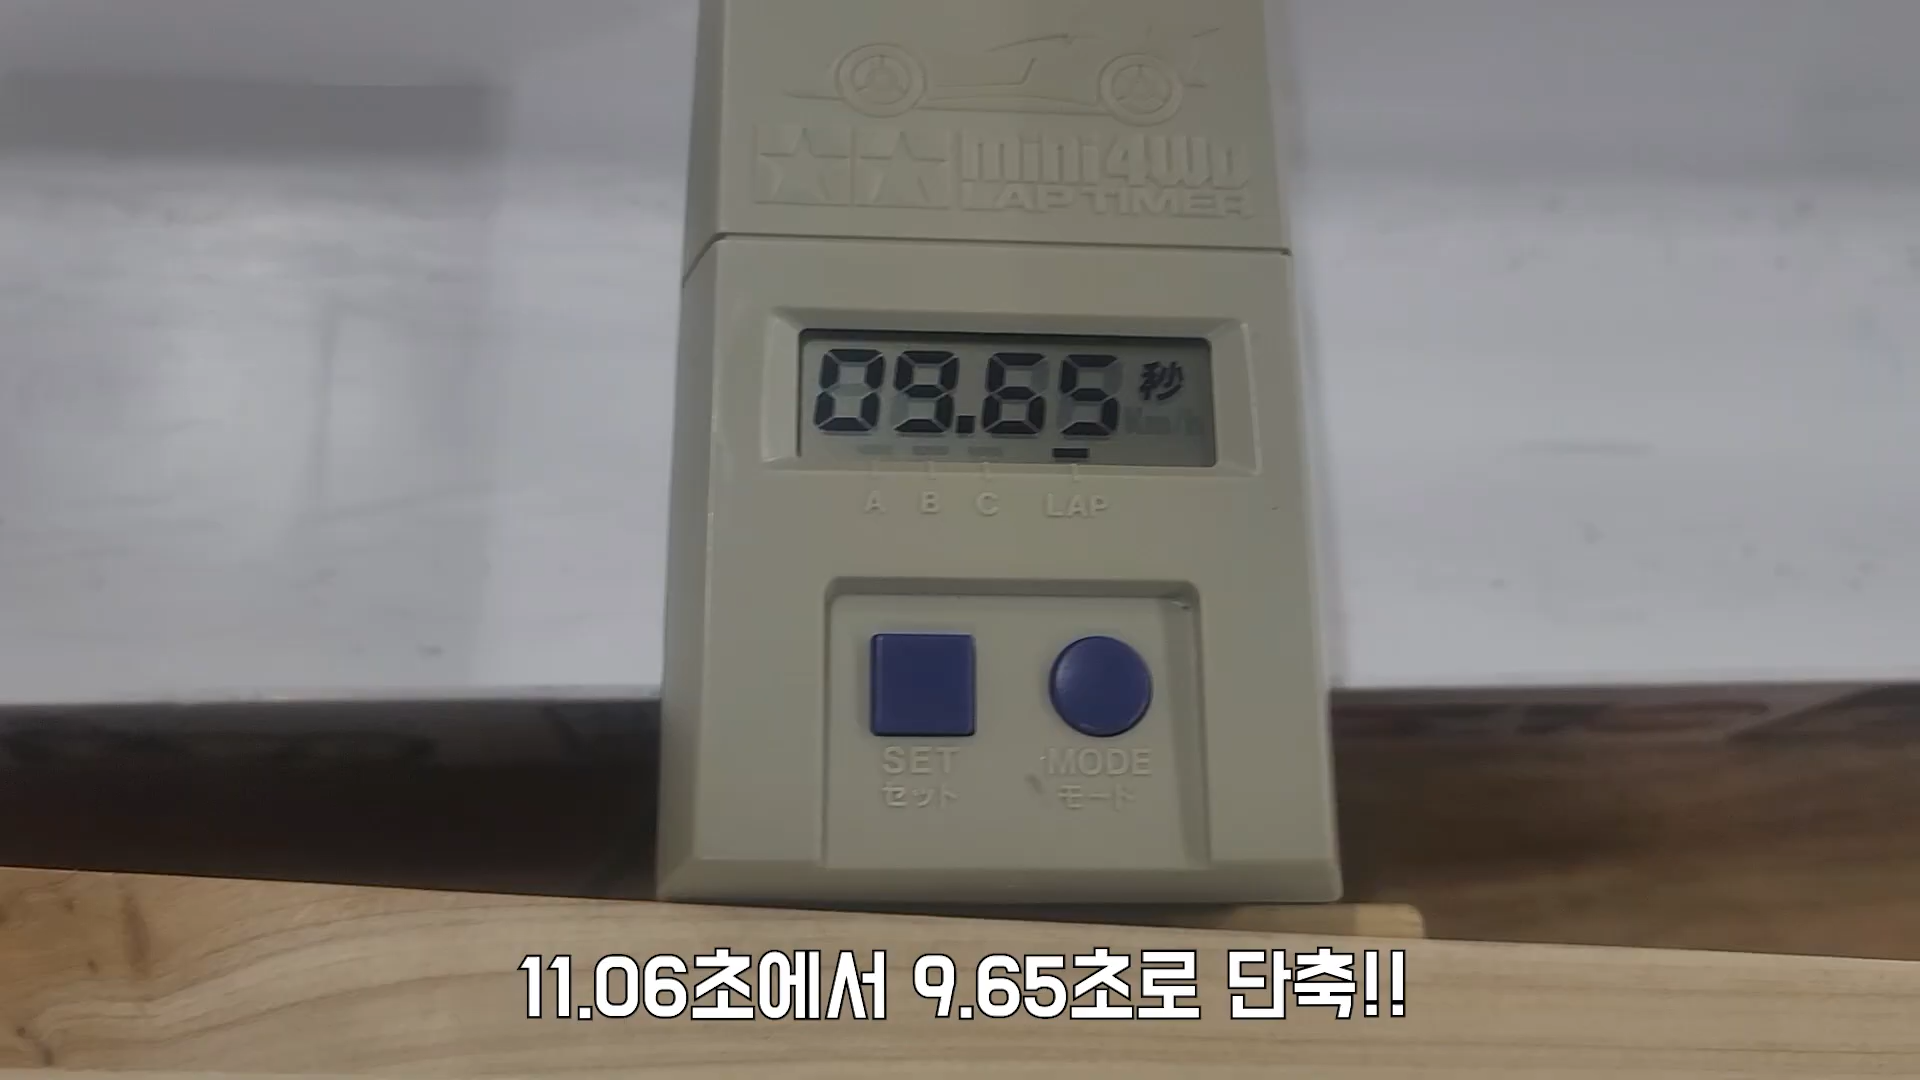 mini4WD
LAP TIMER
09.65 秒
Km/h
A B C LAP
SET MODE
セット モード
11.06초에서 9.65초로 단축!!